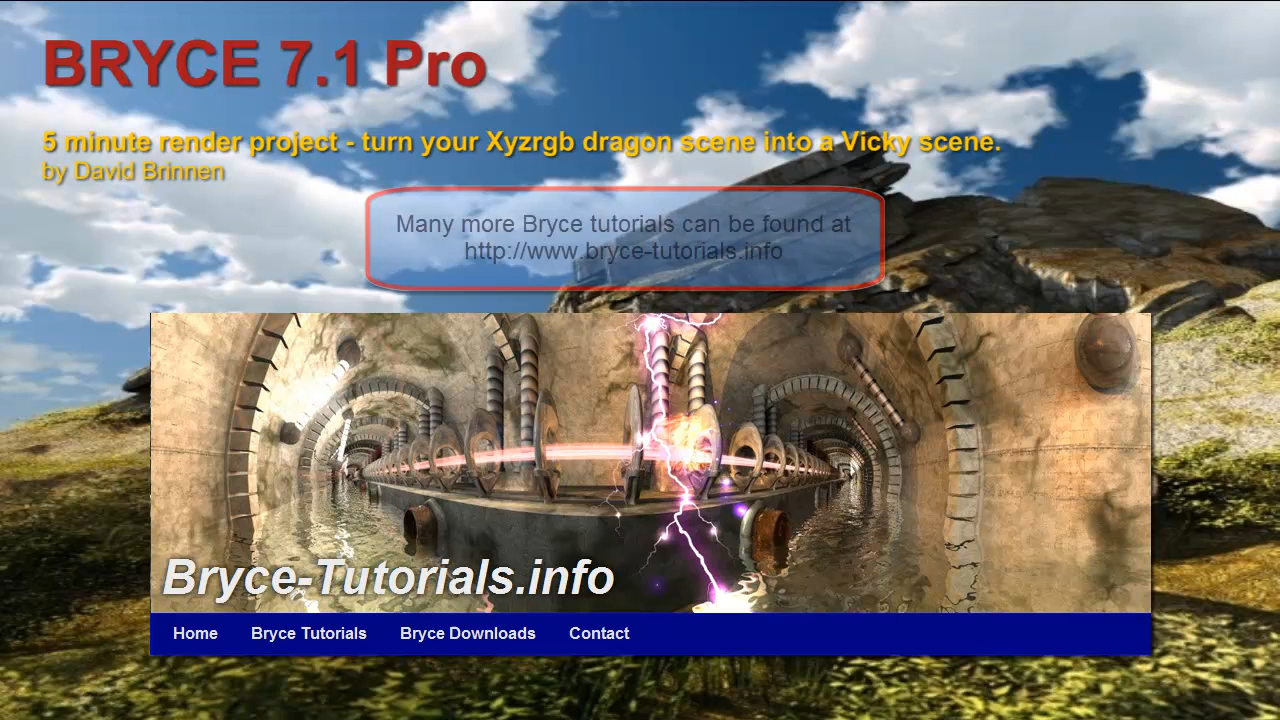 BRYCE 7.1 Pro
5 minute render project - turn your Xyzrgb dragon scene into a Vicky scene.
by David Brinnen
Many more Bryce tutorials can be found at
http://www.bryce-tutorials.info
Bryce-Tutorials.info
Home Bryce Tutorials Bryce Downloads Contact